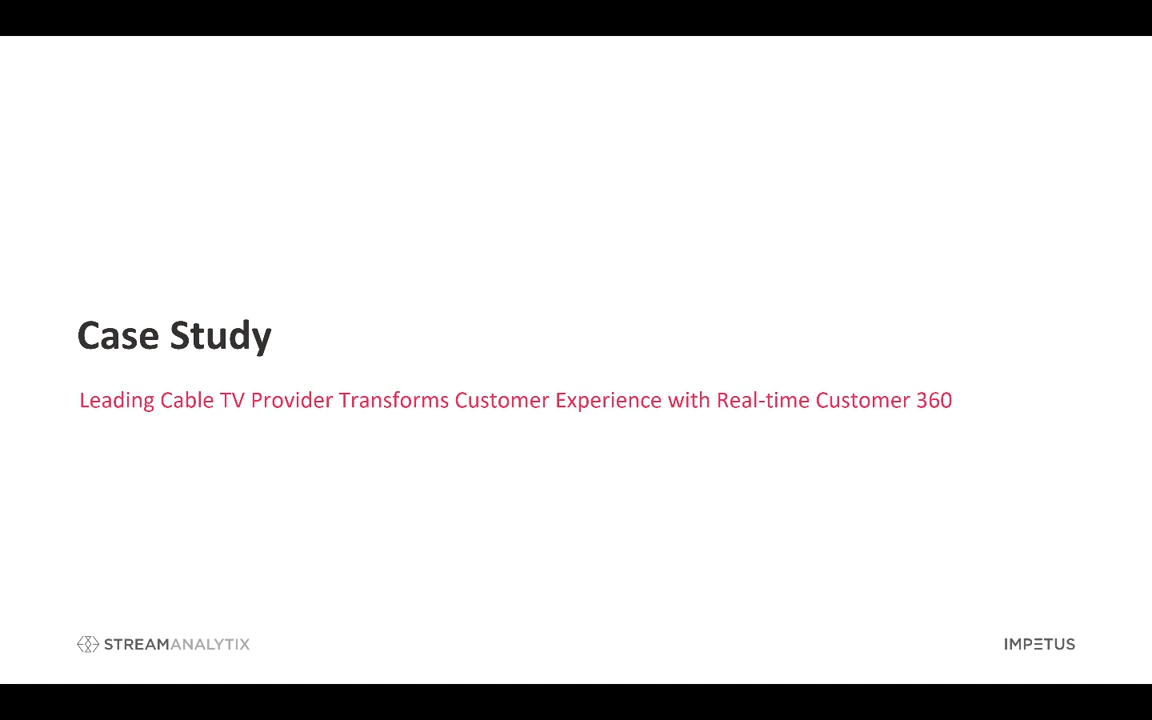 Case Study
Leading Cable TV Provider Transforms Customer Experience with Real-time Customer 360
STREAMANALYTIX
IMPETUS